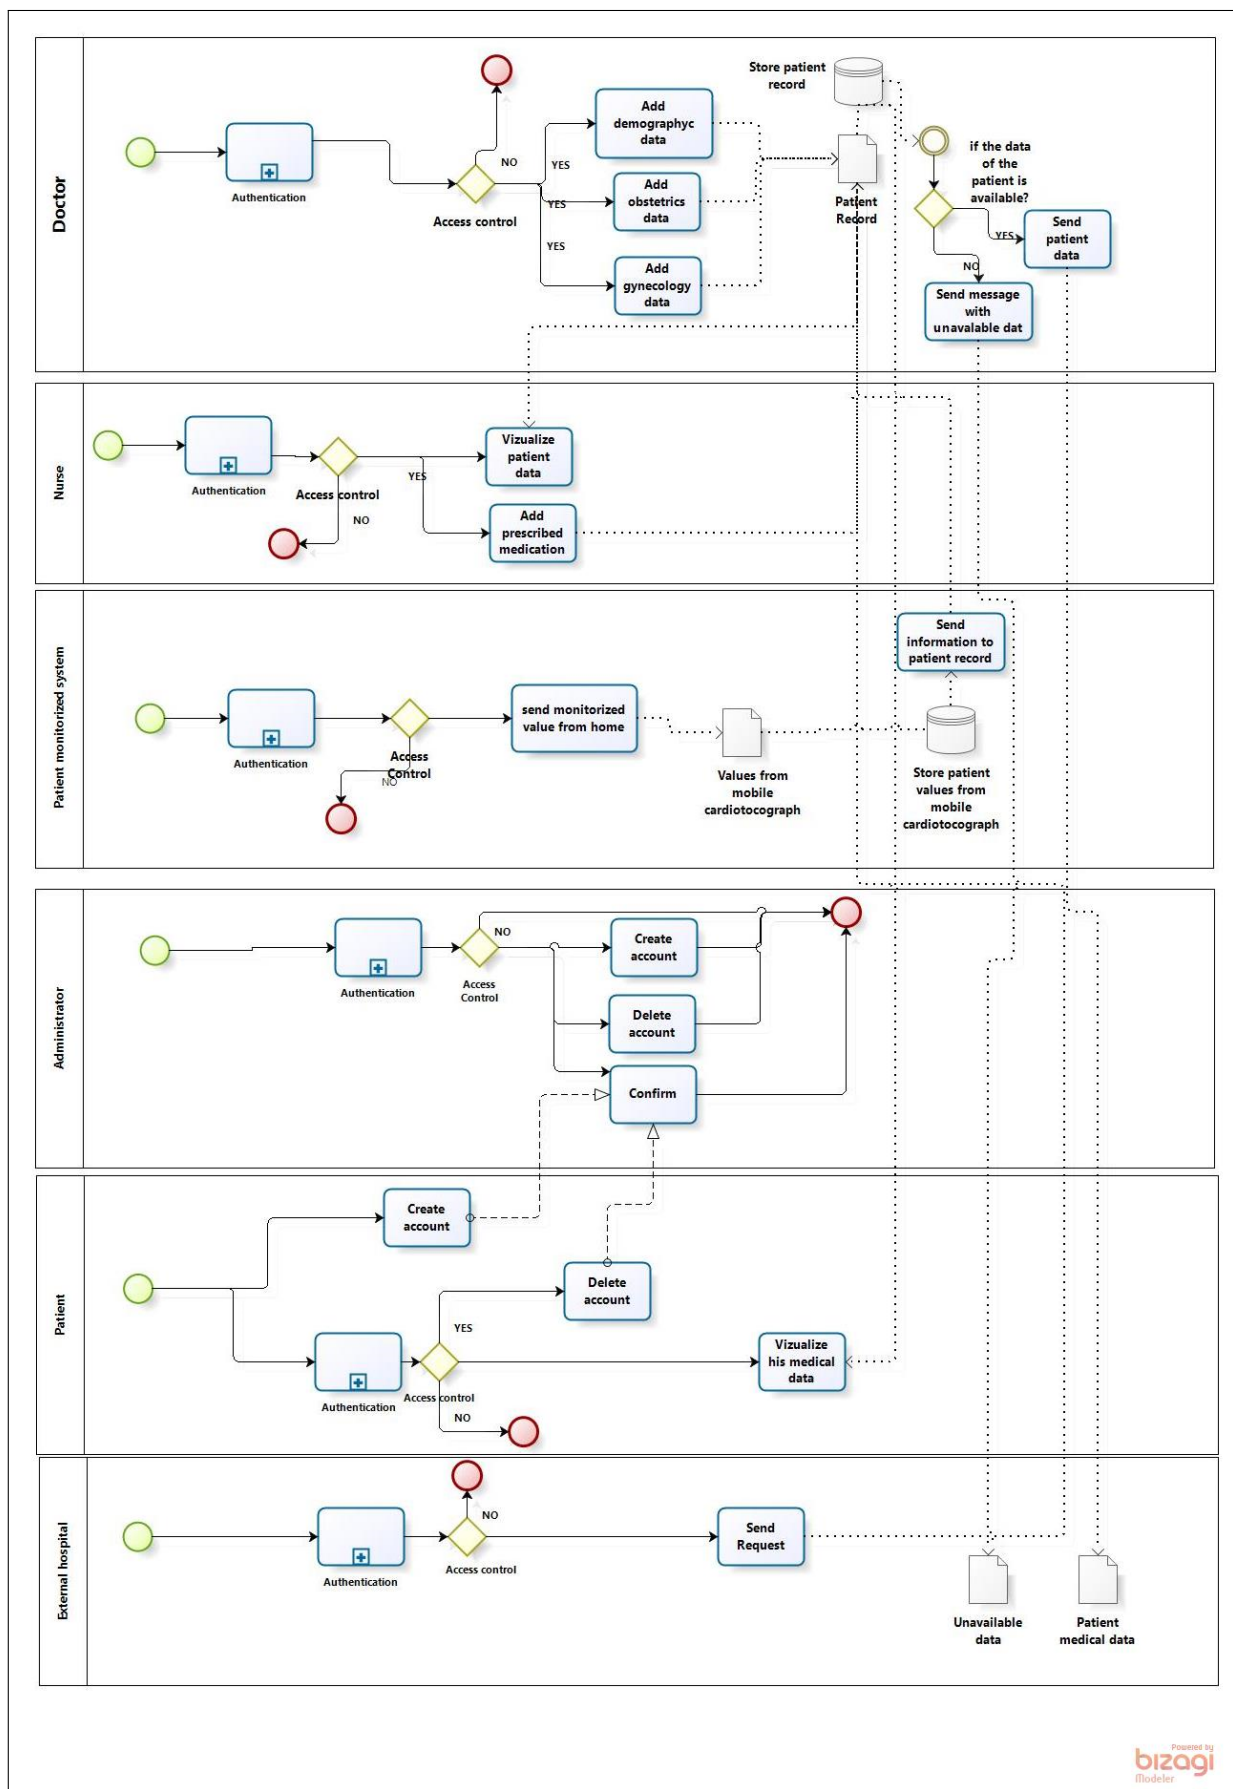 Doctor
Authentication
Access control
NO
YES
YES
YES
Add
demographyc
data
Add
obstetrics
data
Add
gynecology
data
Store patient
record
Patient
Record
if the data
of the
patient is
available?
YES
NO
Send
patient
data
Send message
with
unavalable dat
Nurse
Authentication
Access control
YES
NO
Vizualize
patient
data
Add
prescribed
medication
Patient monitorized system
Authentication
Access
Control
NO
send monitorized
value from home
Values from
mobile
cardiotocograph
Send
information to
patient record
Store patient
values from
mobile
cardiotocograph
Administrator
Authentication
Access
Control
NO
Create
account
Delete
account
Confirm
Patient
Create
account
Delete
account
Authentication
Access control
YES
NO
Vizualize
his medical
data
External hospital
Authentication
Access control
NO
Send
Request
Unavailable
data
Patient
medical data
Powered by
bizagi
Modeler